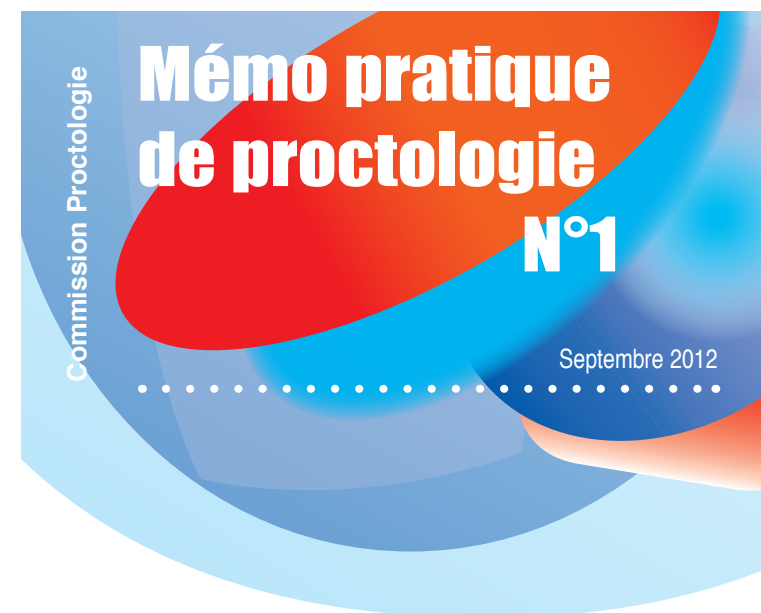 Commission Proctologie
Mémo pratique
de proctologie
N°1
Septembre 2012